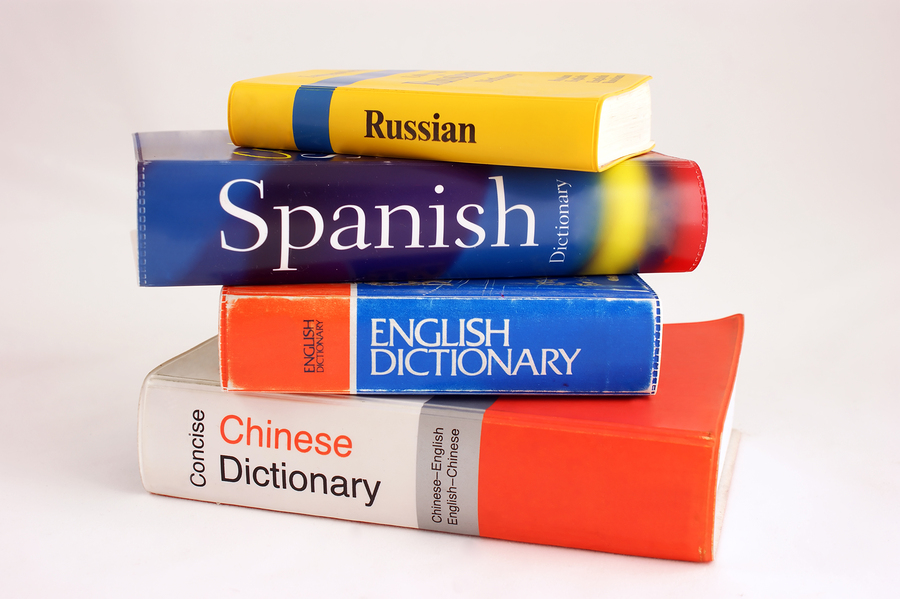 Russian
Spanish
Dictionary
ENGLISH
DICTIONARY
ENGLISH
DICTIONARY
Concise
Chinese
Dictionary
Chinese–English
English–Chinese